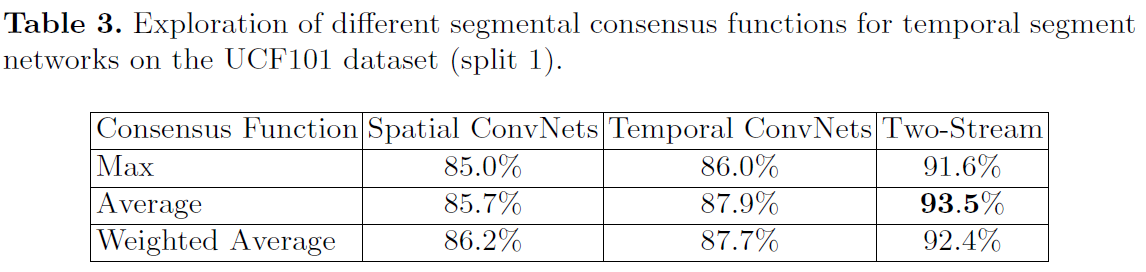 Table 3. Exploration of different segmental consensus functions for temporal segment
networks on the UCF101 dataset (split 1).
Consensus Function Spatial ConvNets Temporal ConvNets Two-Stream
Max 85.0% 86.0% 91.6%
Average 85.7% 87.9% 93.5%
Weighted Average 86.2% 87.7% 92.4%